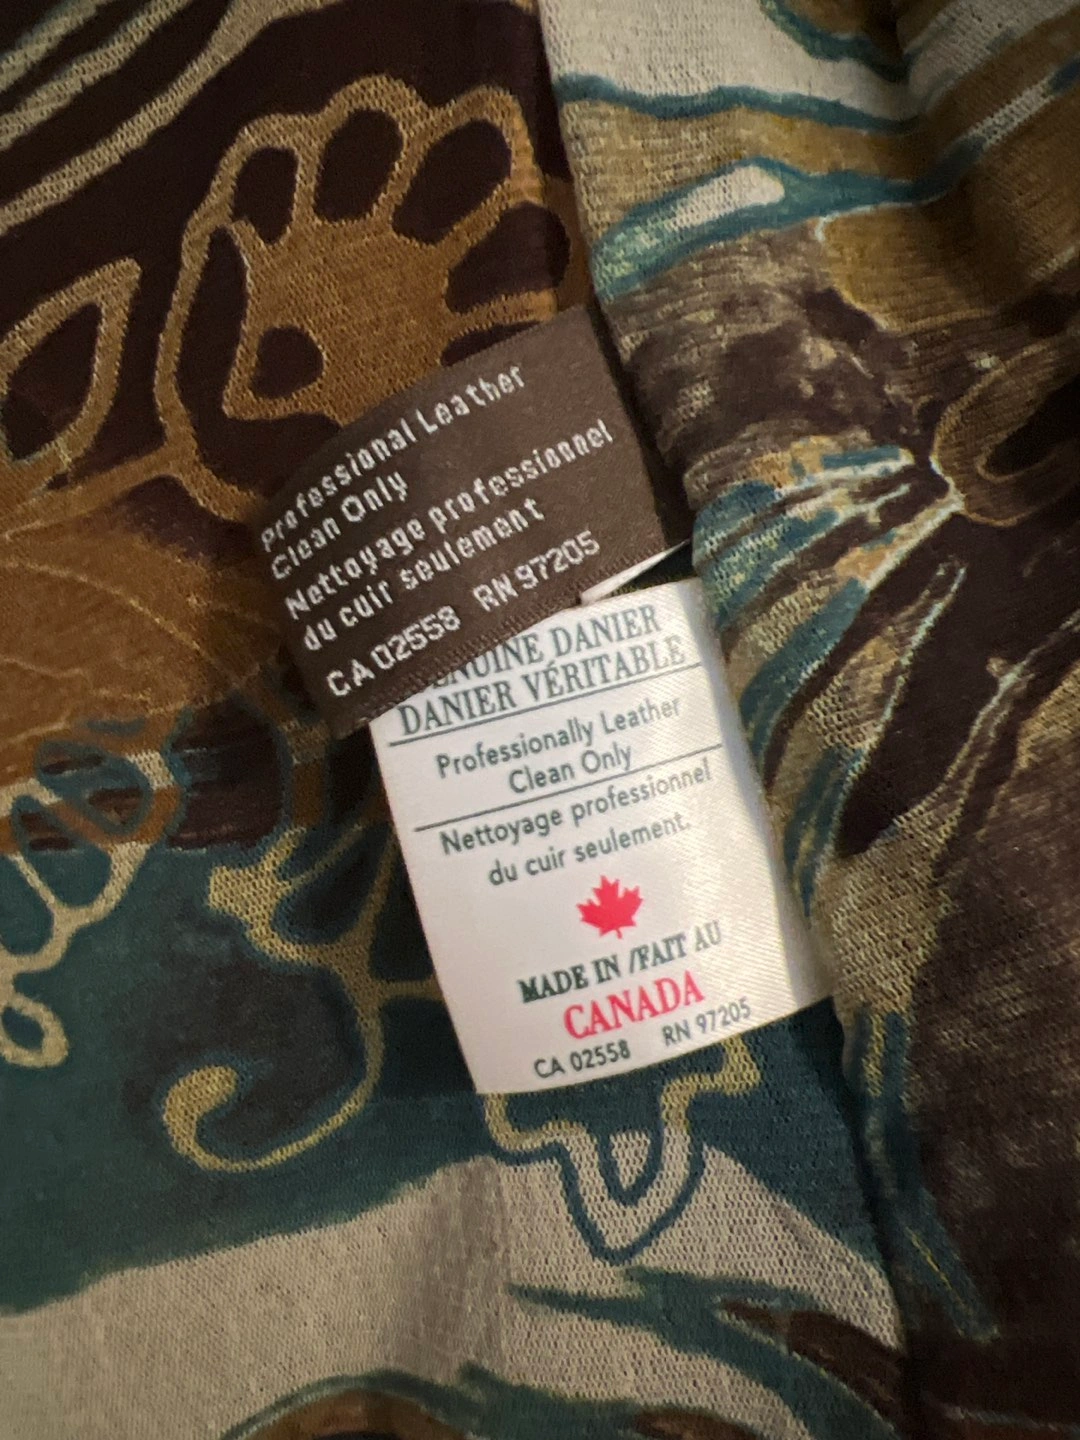 Professional Leather
Clean Only
Nettoyage professionnel
du cuir seulement
CA 02558 RN 97205
DANIER
DANIER VÉRITABLE
Professionally Leather
Clean Only
Nettoyage professionnel
du cuir seulement.
MADE IN /FAIT AU
CANADA
CA 02558 RN 97205